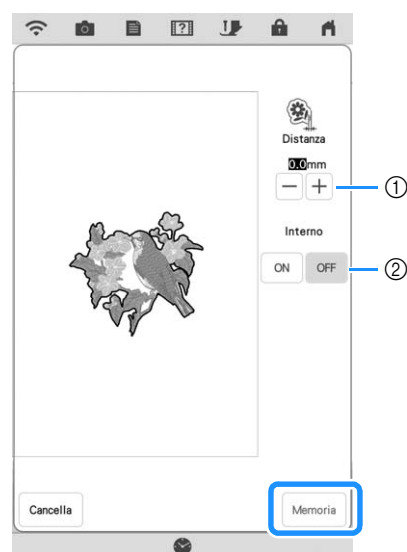 Distanza
0.0mm
− +
①
Interno
ON OFF
②
Cancella
Memoria